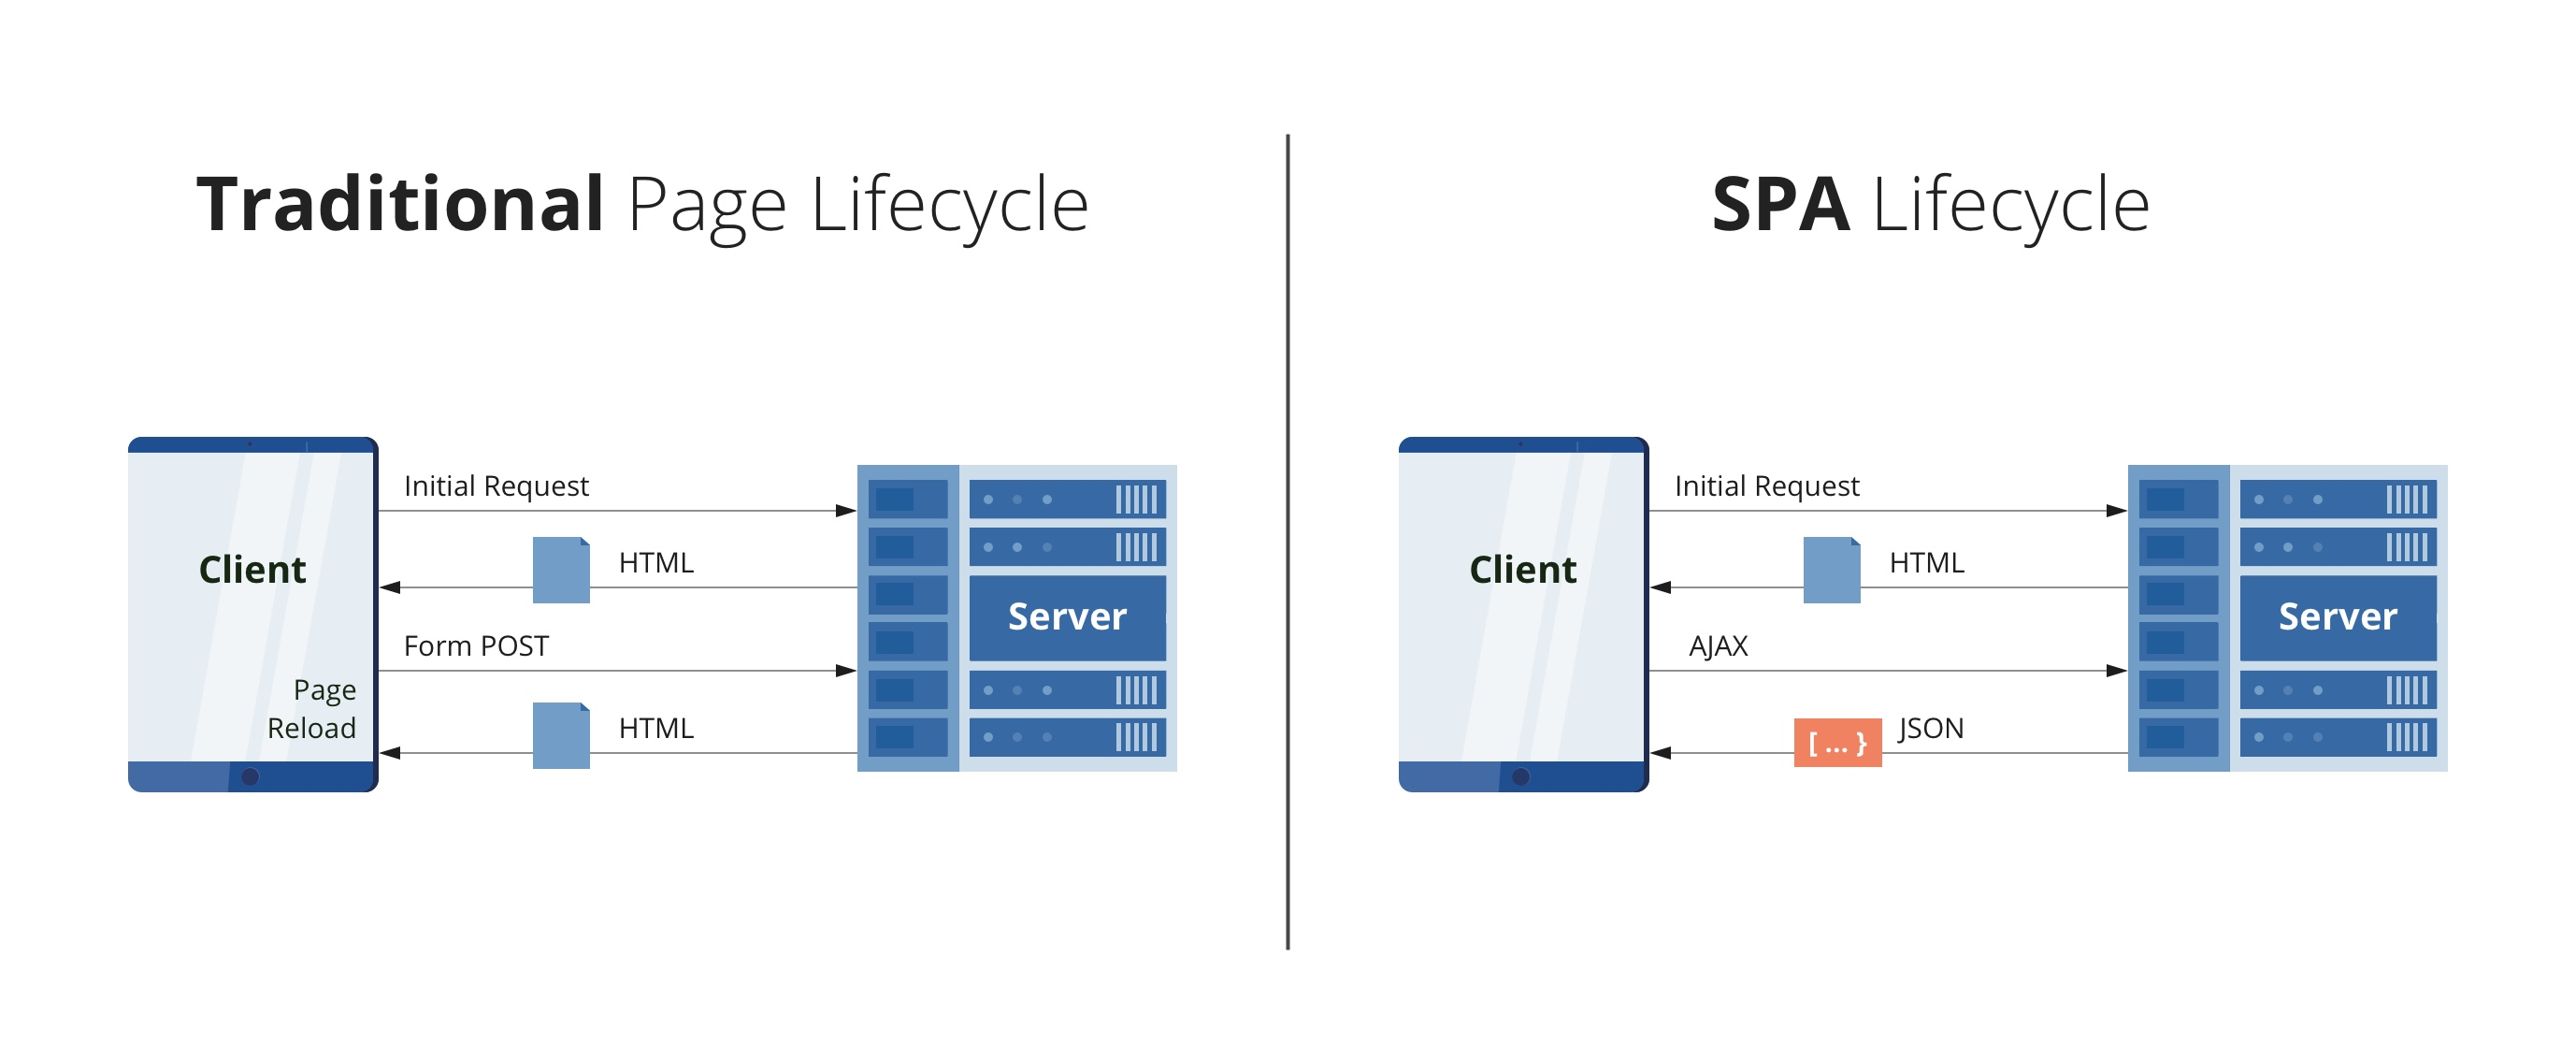 Traditional Page Lifecycle
Client
Initial Request
HTML
Form POST
Page
Reload
HTML
Server
SPA Lifecycle
Client
Initial Request
HTML
AJAX
[ ... }
JSON
Server